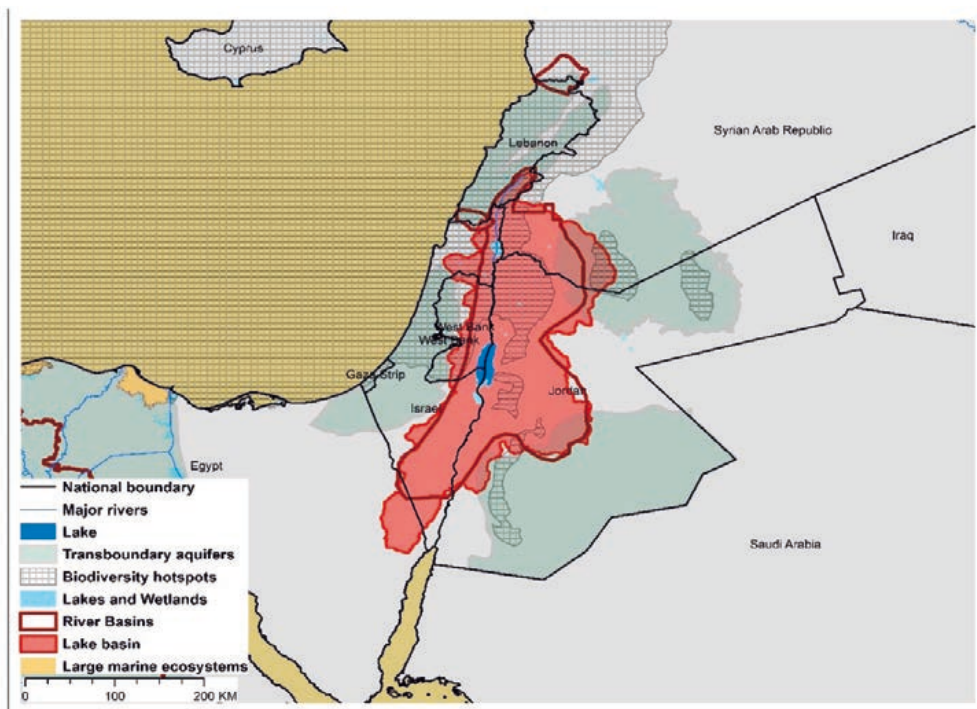 Cyprus
Syrian Arab Republic
Lebanon
Iraq
West Bank
West Bank
Gaza Strip
Jordan
Israel
Egypt
Saudi Arabia
National boundary
Major rivers
Lake
Transboundary aquifers
Biodiversity hotspots
Lakes and Wetlands
River Basins
Lake basin
Large marine ecosystems
0 100 200 KM